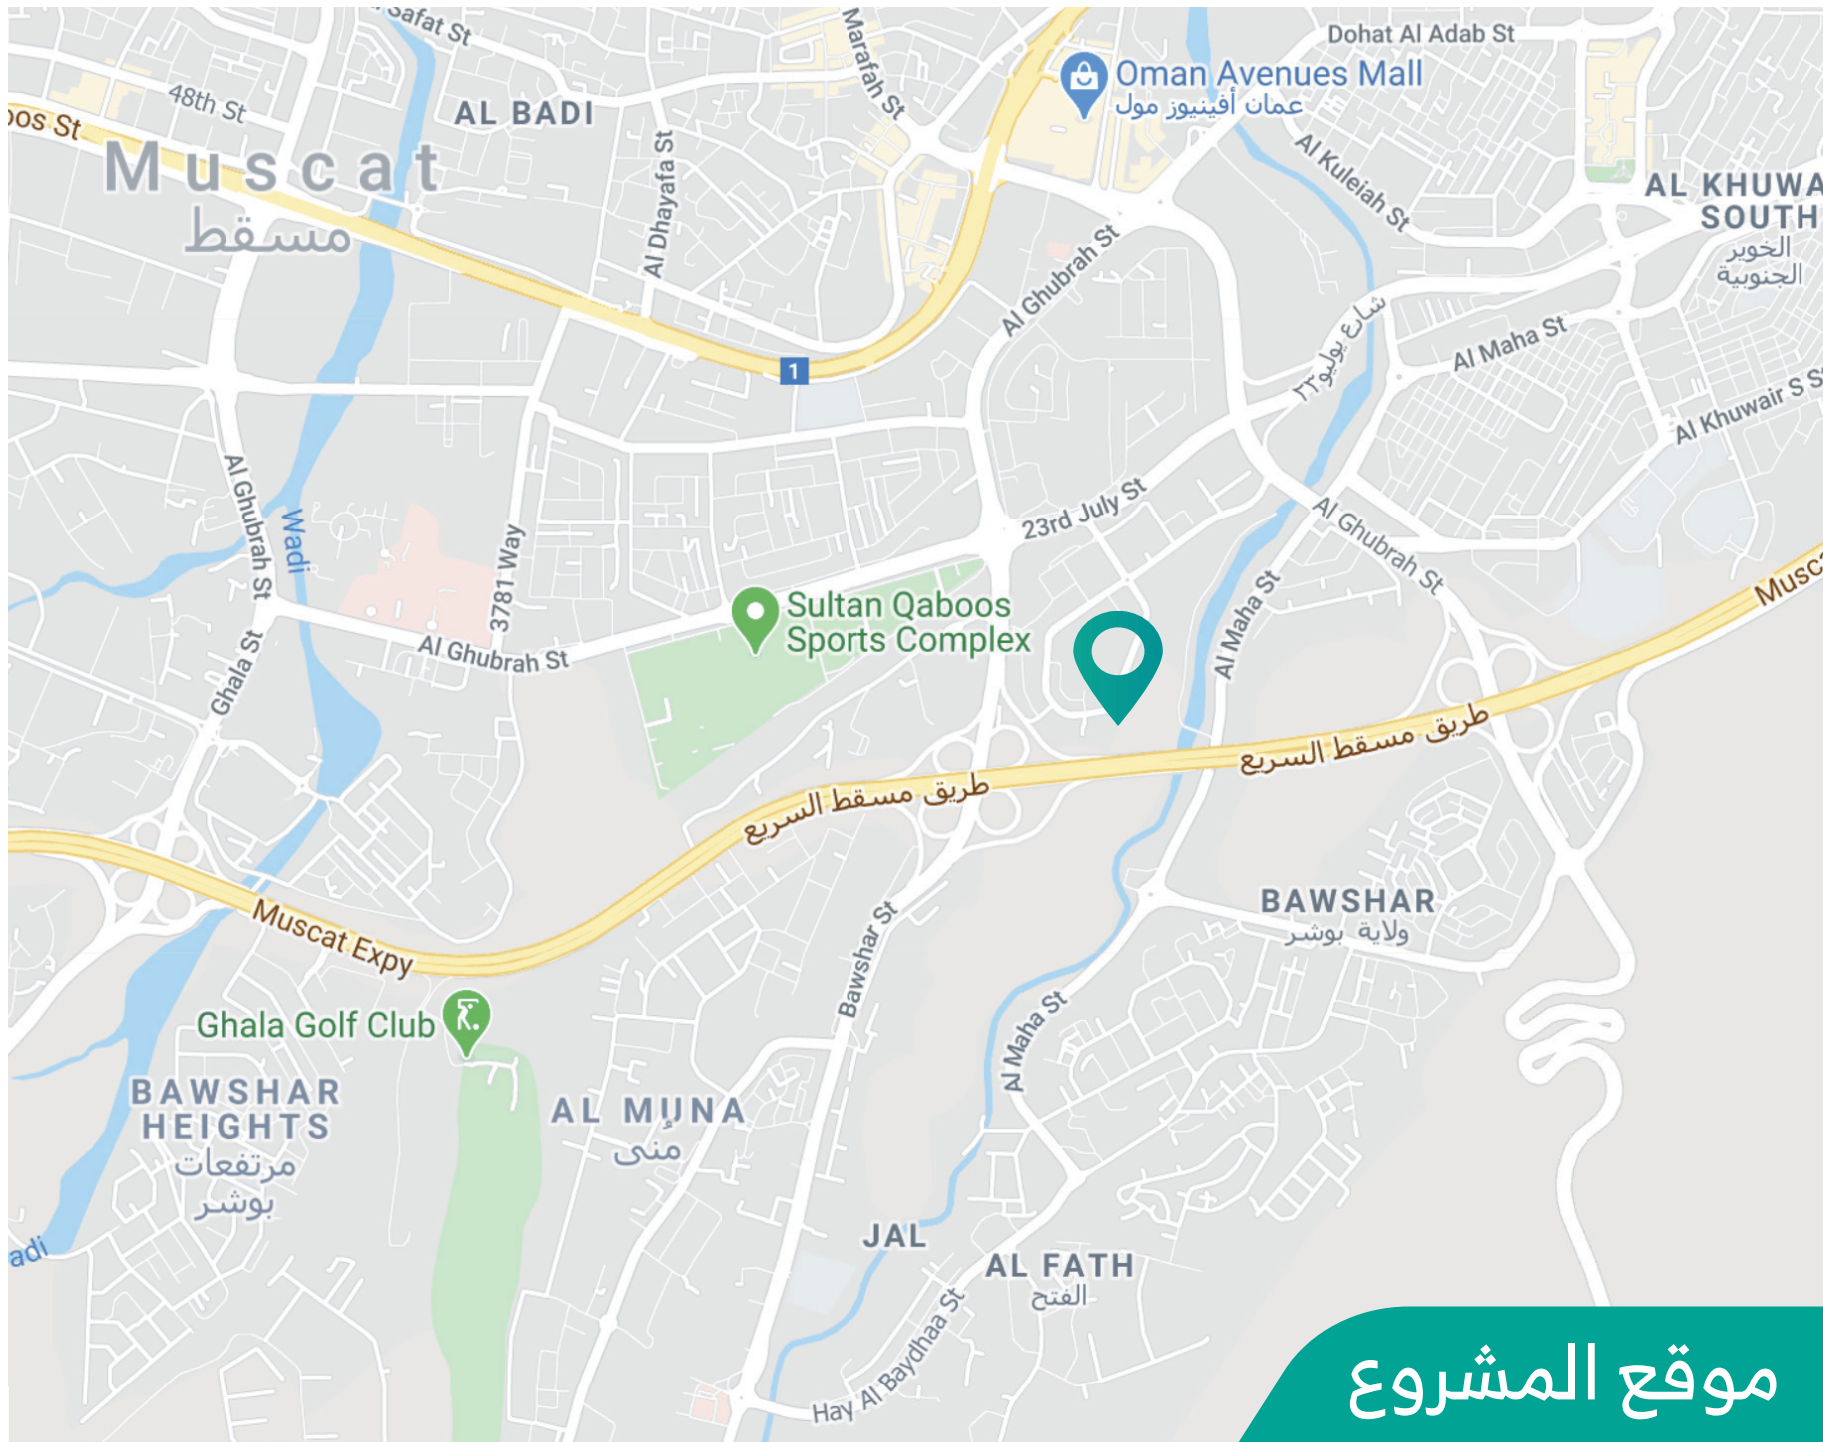 Safat St
Marafah St
Dohat Al Adab St
Oman Avenues Mall
عمان أفينيوز مول
48th St
AL BADI
oos St
Muscat
مسقط
Al Dhayafa St
Al Kuleiah St
AL KHUWA
SOUTH
الخوير
الجنوبية
Al Ghubrah St
شارع يوليو٢٣
Al Maha St
1
Al Khuwair S St
Al Ghubrah St
Wadi
3781 Way
23rd July St
Al Ghubrah St
Musc
Sultan Qaboos
Sports Complex
Al Maha St
Al Ghubrah St
Ghala St
طريق مسقط السريع
طريق مسقط السريع
Muscat Expy
BAWSHAR
ولاية بوشر
Bawshar St
Ghala Golf Club
Al Maha St
BAWSHAR
HEIGHTS
مرتفعات
بوشر
AL MUNA
منى
adi
JAL
AL FATH
الفتح
Hay Al Baydhaa St
موقع المشروع